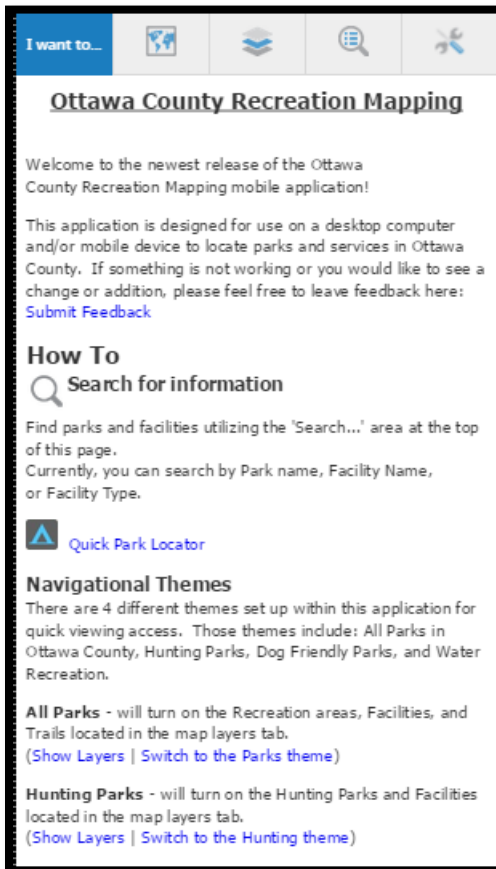 I want to...
Ottawa County Recreation Mapping
Welcome to the newest release of the Ottawa
County Recreation Mapping mobile application!
This application is designed for use on a desktop computer
and/or mobile device to locate parks and services in Ottawa
County.  If something is not working or you would like to see a
change or addition, please feel free to leave feedback here:
Submit Feedback
How To
Search for information
Find parks and facilities utilizing the 'Search...' area at the top
of this page.
Currently, you can search by Park name, Facility Name,
or Facility Type.
Quick Park Locator
Navigational Themes
There are 4 different themes set up within this application for
quick viewing access.  Those themes include: All Parks in
Ottawa County, Hunting Parks, Dog Friendly Parks, and Water
Recreation.
All Parks - will turn on the Recreation areas, Facilities, and
Trails located in the map layers tab.
(Show Layers | Switch to the Parks theme)
Hunting Parks - will turn on the Hunting Parks and Facilities
located in the map layers tab.
(Show Layers | Switch to the Hunting theme)